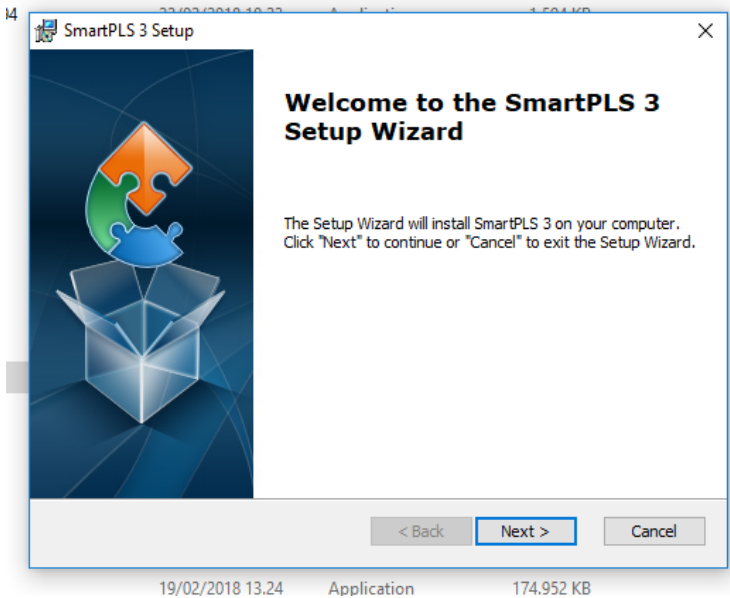 SmartPLS 3 Setup
Welcome to the SmartPLS 3
Setup Wizard
The Setup Wizard will install SmartPLS 3 on your computer.
Click "Next" to continue or "Cancel" to exit the Setup Wizard.
< Back Next > Cancel
19/02/2018 13.24 Application 174.952 KB